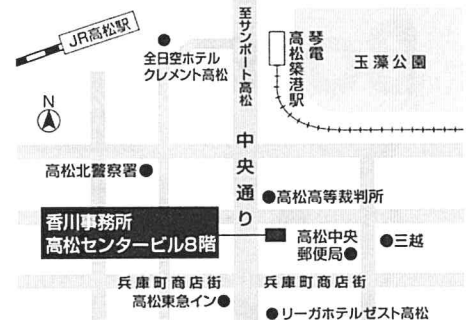 JR高松駅
全日空ホテル
クレメント高松
至サンポート高松
琴電
高松築港駅
玉藻公園
N
中央通り
高松北警察署
高松高等裁判所
香川事務所
高松センタービル8階
高松中央
郵便局
三越
兵庫町商店街
兵庫町商店街
高松東急イン
リーガホテルゼスト高松